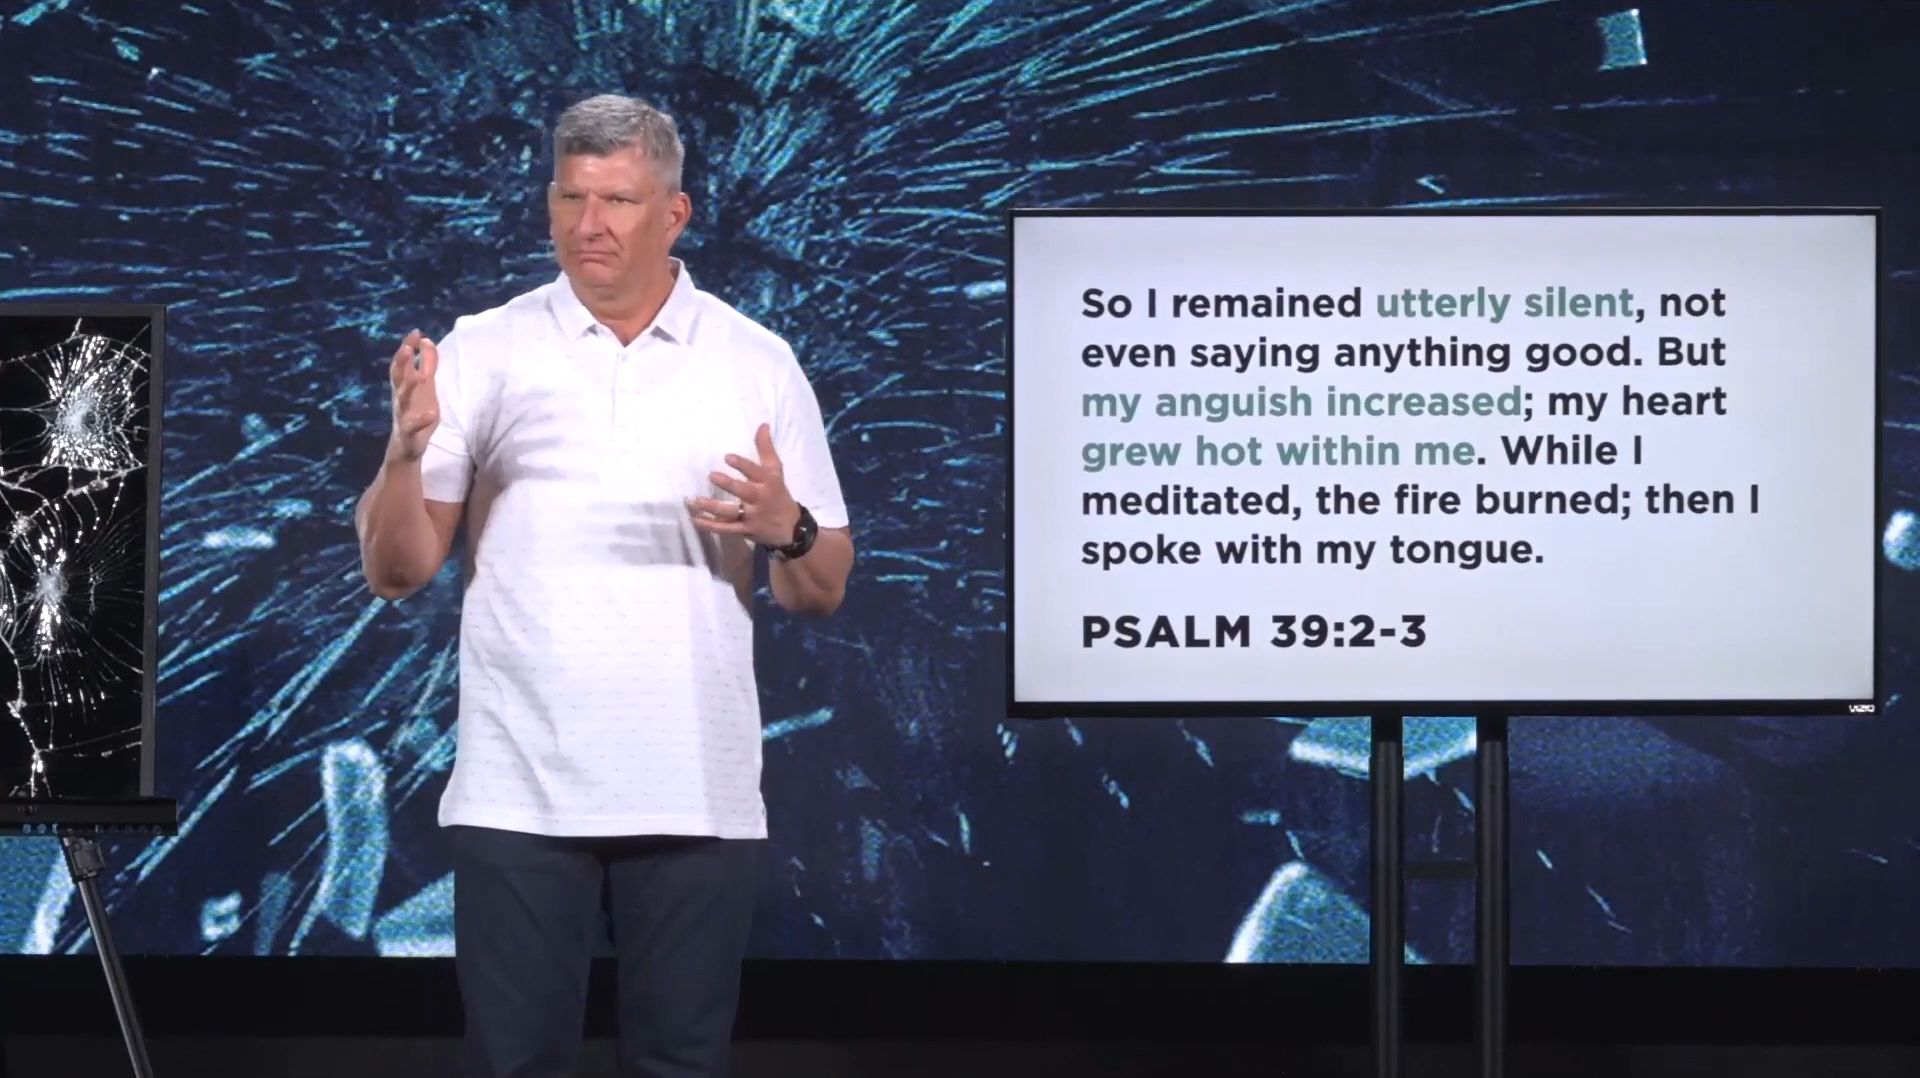 So I remained utterly silent, not
even saying anything good. But
my anguish increased; my heart
grew hot within me. While I
meditated, the fire burned; then I
spoke with my tongue.
PSALM 39:2-3
VIZIO